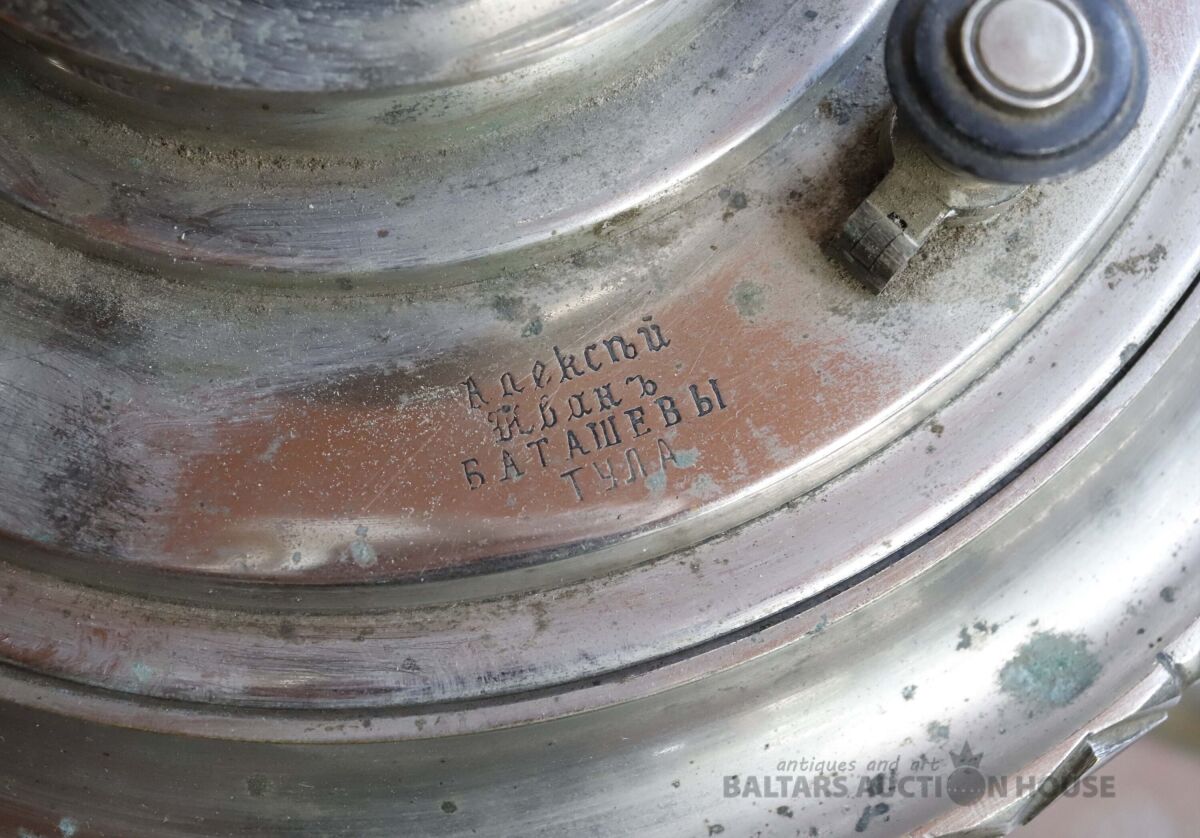 Алексѣй
Иванъ
БАТАШЕВЫ
ТУЛА
antiques and art
BALTARS AUCTION HOUSE